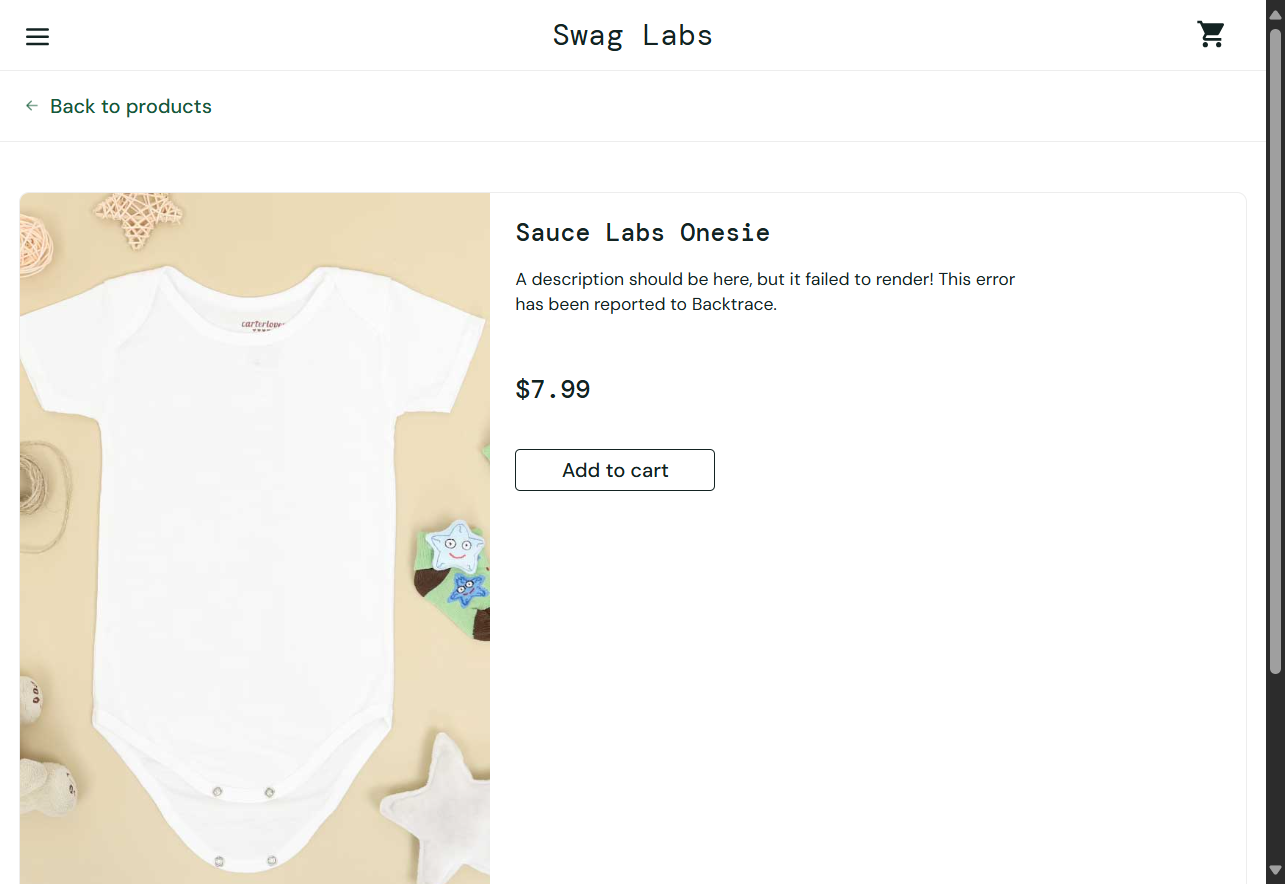 Swag Labs
Back to products
Sauce Labs Onesie
A description should be here, but it failed to render! This error
has been reported to Backtrace.
$7.99
Add to cart